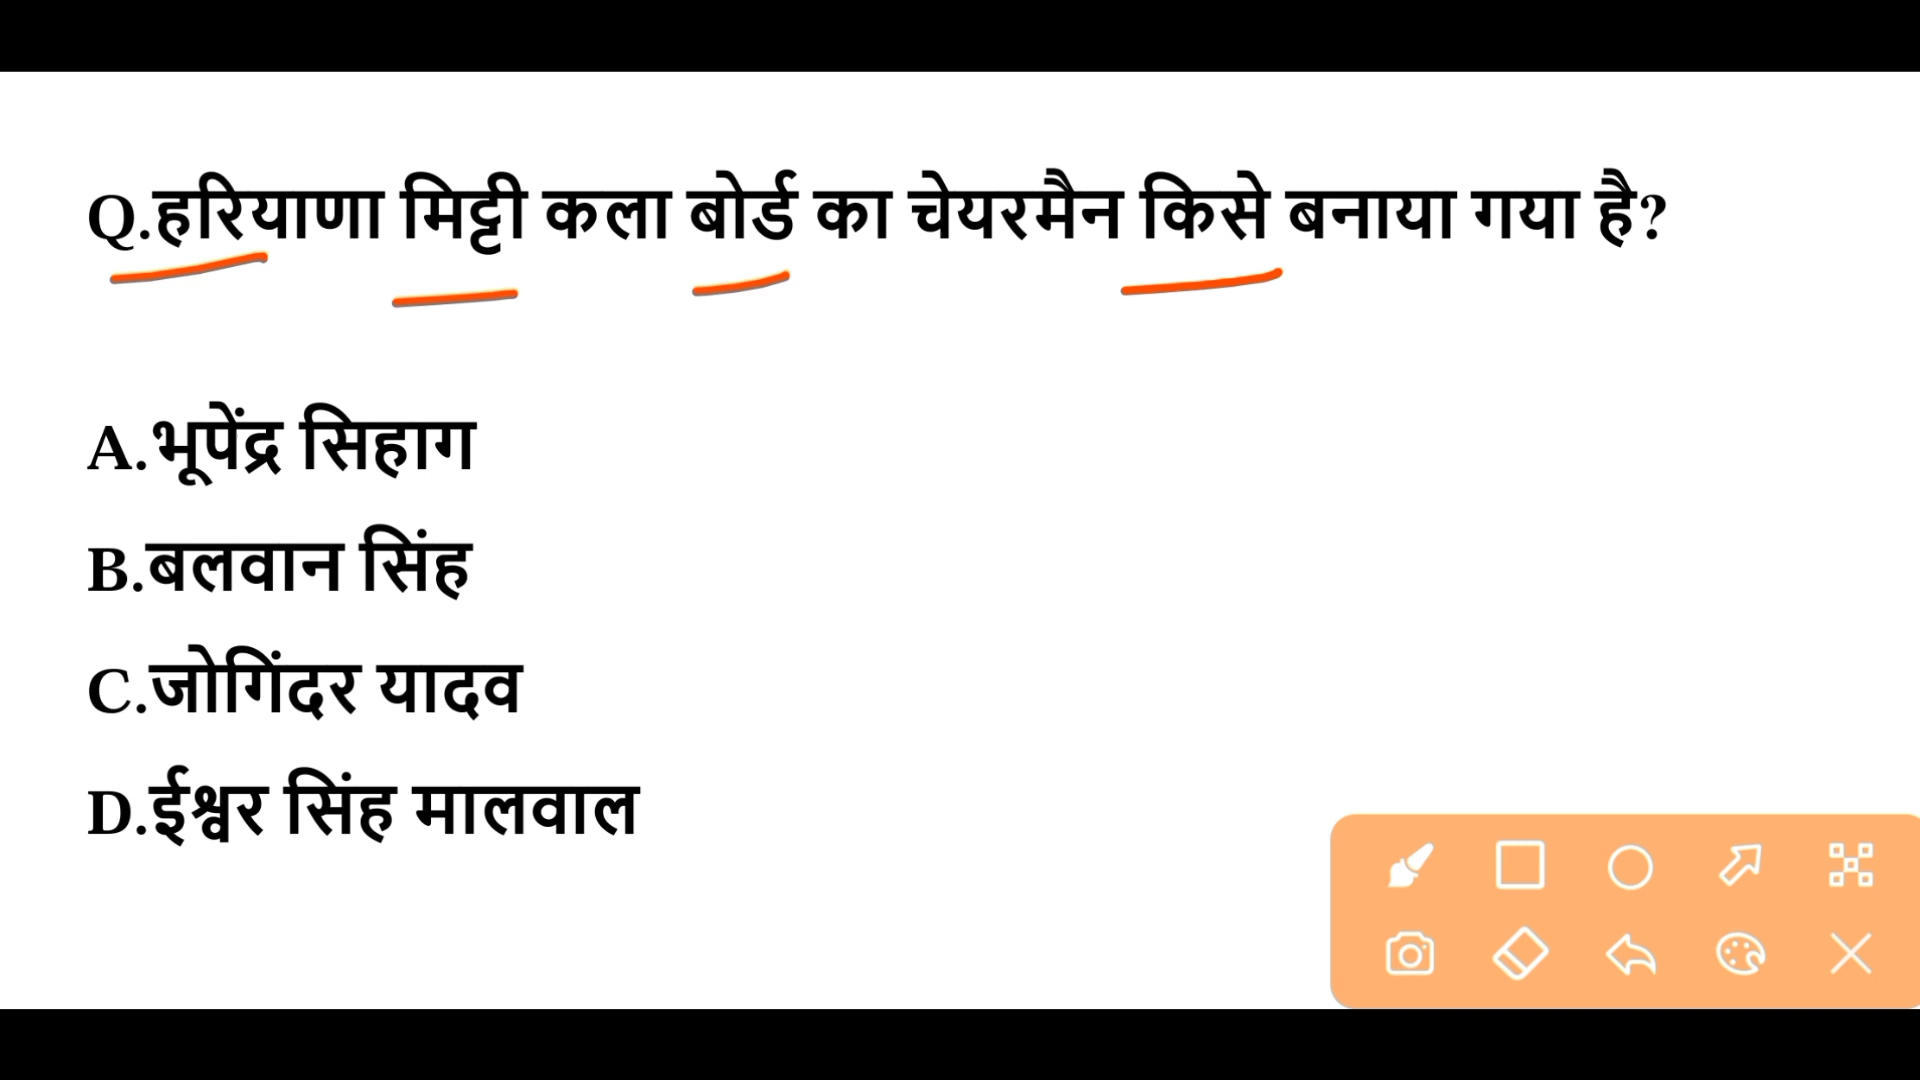 Q.हरियाणा मिट्टी कला बोर्ड का चेयरमैन किसे बनाया गया है?
A.भूपेंद्र सिहाग
B.बलवान सिंह
C.जोगिंदर यादव
D.ईश्वर सिंह मालवाल